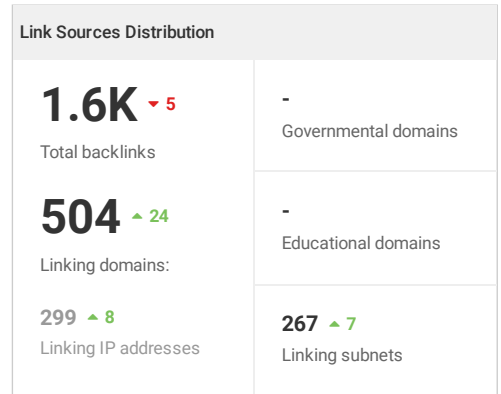 Link Sources Distribution
1.6K 5
Total backlinks
504 24
Linking domains:
299 8
Linking IP addresses
-
Governmental domains
-
Educational domains
267 7
Linking subnets